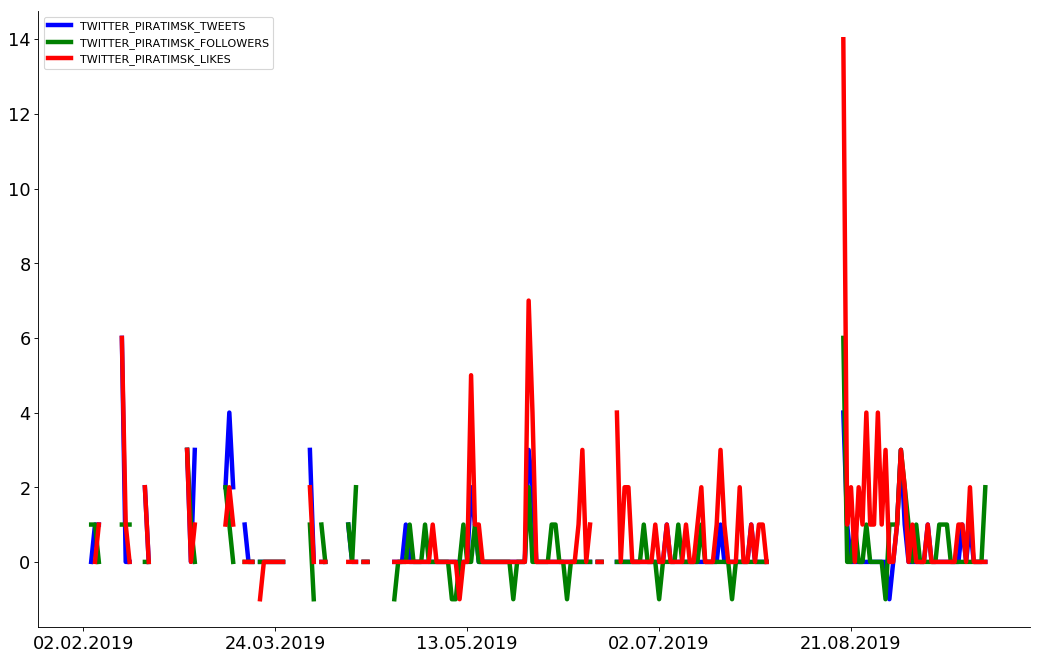 TWITTER_PIRATIMSK_TWEETS
TWITTER_PIRATIMSK_FOLLOWERS
TWITTER_PIRATIMSK_LIKES
14
12
10
8
6
4
2
0
02.02.2019 24.03.2019 13.05.2019 02.07.2019 21.08.2019